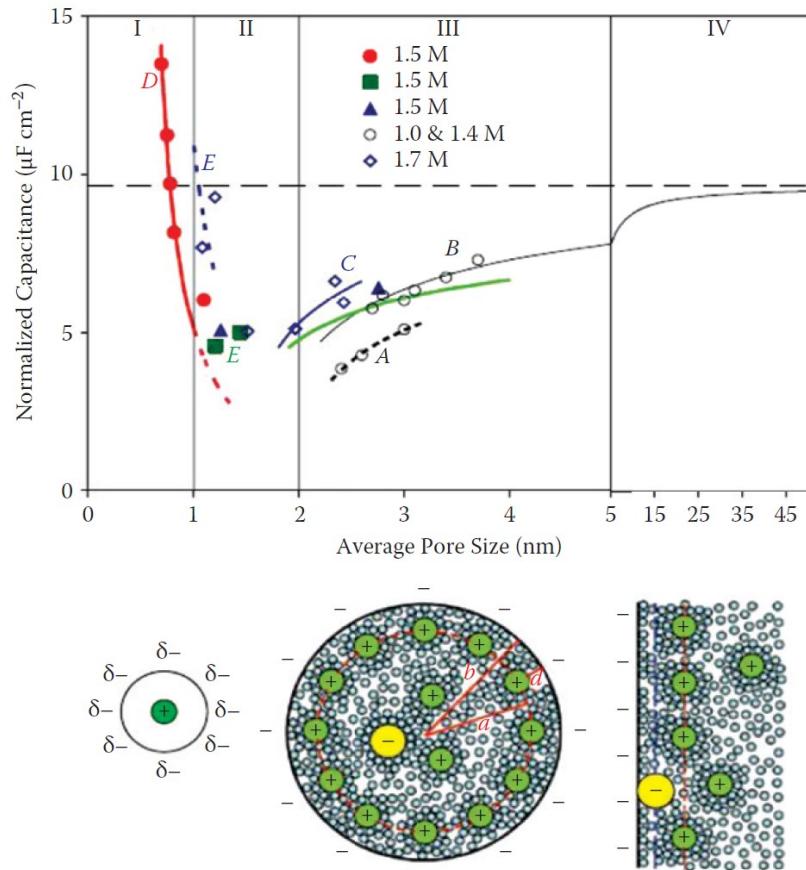 I II III IV
15
10
5
0
Normalized Capacitance (µF cm⁻²)
1.5 M
1.5 M
1.5 M
1.0 & 1.4 M
1.7 M
D
E
C
B
A
E
0 1 2 3 4 5 15 25 35 45
Average Pore Size (nm)
δ− δ− δ− δ− δ− δ− δ− δ−
+
− − − − − − − − − − − −
+ + + + + + + + + + + + + +
−
b
a
d
− − − − − −
+ + + + + +
−